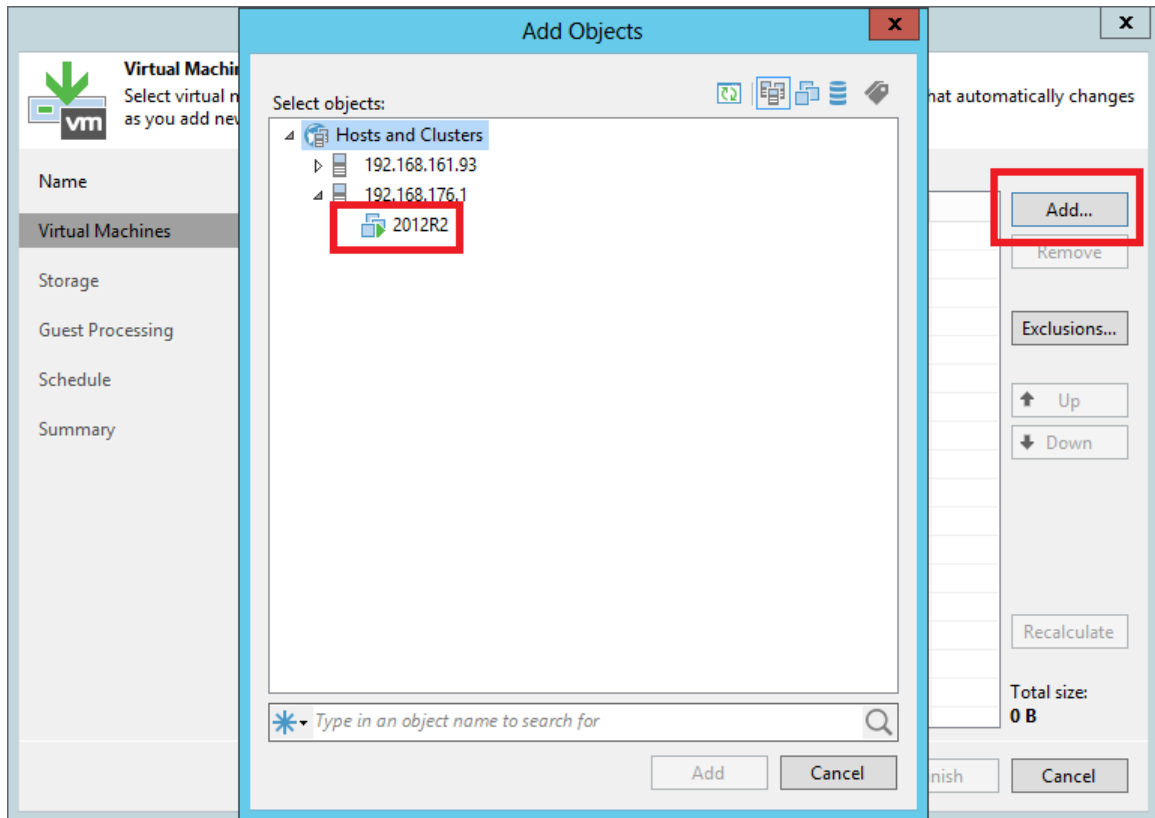 Add Objects
x
x
Virtual Machin
Select virtual n
as you add nev
hat automatically changes
vm
Select objects:
Hosts and Clusters
192.168.161.93
192.168.176.1
2012R2
Name
Virtual Machines
Storage
Guest Processing
Schedule
Summary
Add...
Remove
Exclusions...
Up
Down
Recalculate
Total size:
0 B
Type in an object name to search for
Add
Cancel
nish
Cancel